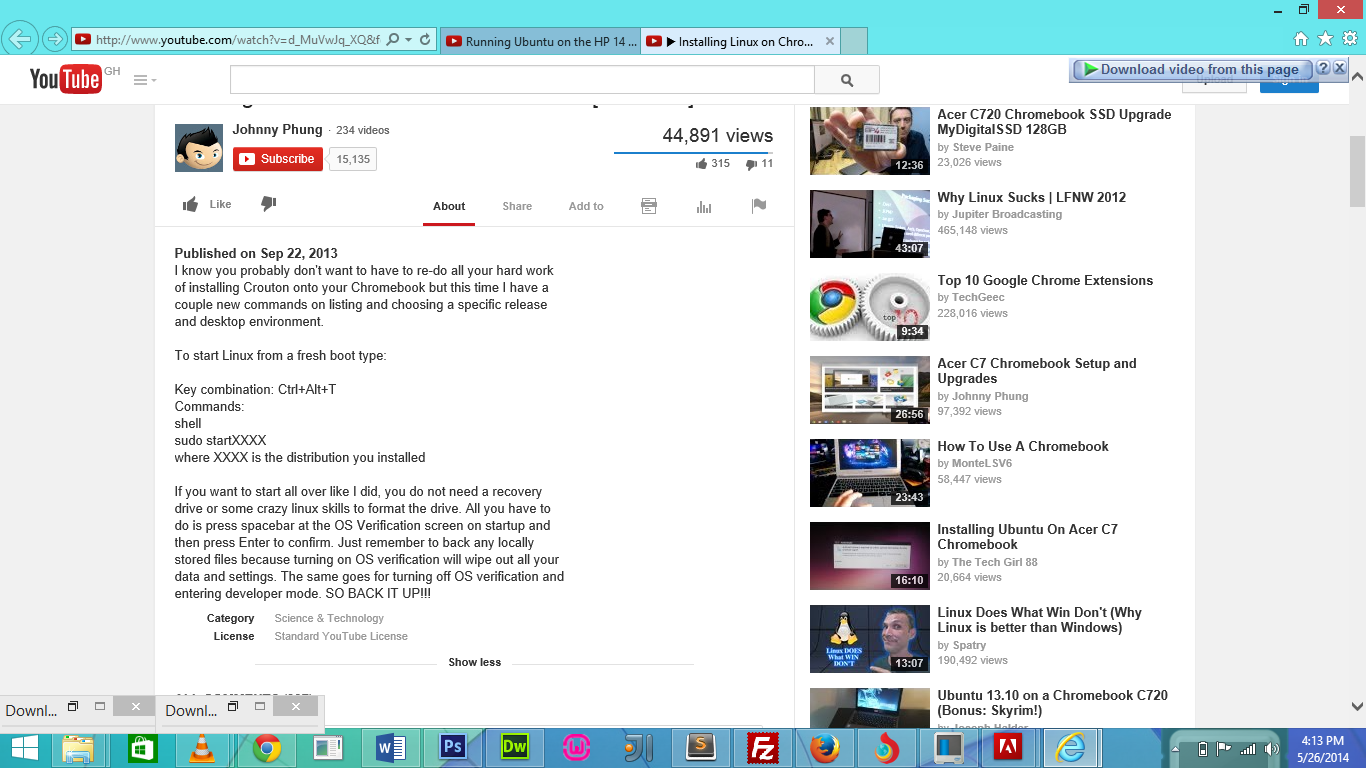 http://www.youtube.com/watch?v=d_MuVwJq_XQ&f
Running Ubuntu on the HP 14 ...
▶ Installing Linux on Chro...
YouTube GH
Download video from this page
Johnny Phung · 234 videos
Subscribe 15,135
44,891 views
315 11
Like
About Share Add to
Published on Sep 22, 2013
I know you probably don't want to have to re-do all your hard work
of installing Crouton onto your Chromebook but this time I have a
couple new commands on listing and choosing a specific release
and desktop environment.
To start Linux from a fresh boot type:
Key combination: Ctrl+Alt+T
Commands:
shell
sudo startXXXX
where XXXX is the distribution you installed
If you want to start all over like I did, you do not need a recovery
drive or some crazy linux skills to format the drive. All you have to
do is press spacebar at the OS Verification screen on startup and
then press Enter to confirm. Just remember to back any locally
stored files because turning on OS verification will wipe out all your
data and settings. The same goes for turning off OS verification and
entering developer mode. SO BACK IT UP!!!
Category Science & Technology
License Standard YouTube License
Show less
Acer C720 Chromebook SSD Upgrade
MyDigitalSSD 128GB
by Steve Paine
23,026 views
12:36
Why Linux Sucks | LFNW 2012
by Jupiter Broadcasting
465,148 views
43:07
Top 10 Google Chrome Extensions
by TechGeec
228,016 views
top 10
9:34
Acer C7 Chromebook Setup and
Upgrades
by Johnny Phung
97,392 views
26:56
How To Use A Chromebook
by MonteLSV6
58,447 views
23:43
Installing Ubuntu On Acer C7
Chromebook
by The Tech Girl 88
20,664 views
16:10
Linux Does What Win Don't (Why
Linux is better than Windows)
by Spatry
190,492 views
Linux DOES
What WIN
DON'T
13:07
Ubuntu 13.10 on a Chromebook C720
(Bonus: Skyrim!)
Downl...
Downl...
W
Ps
Dw
S
Fz
4:13 PM
5/26/2014